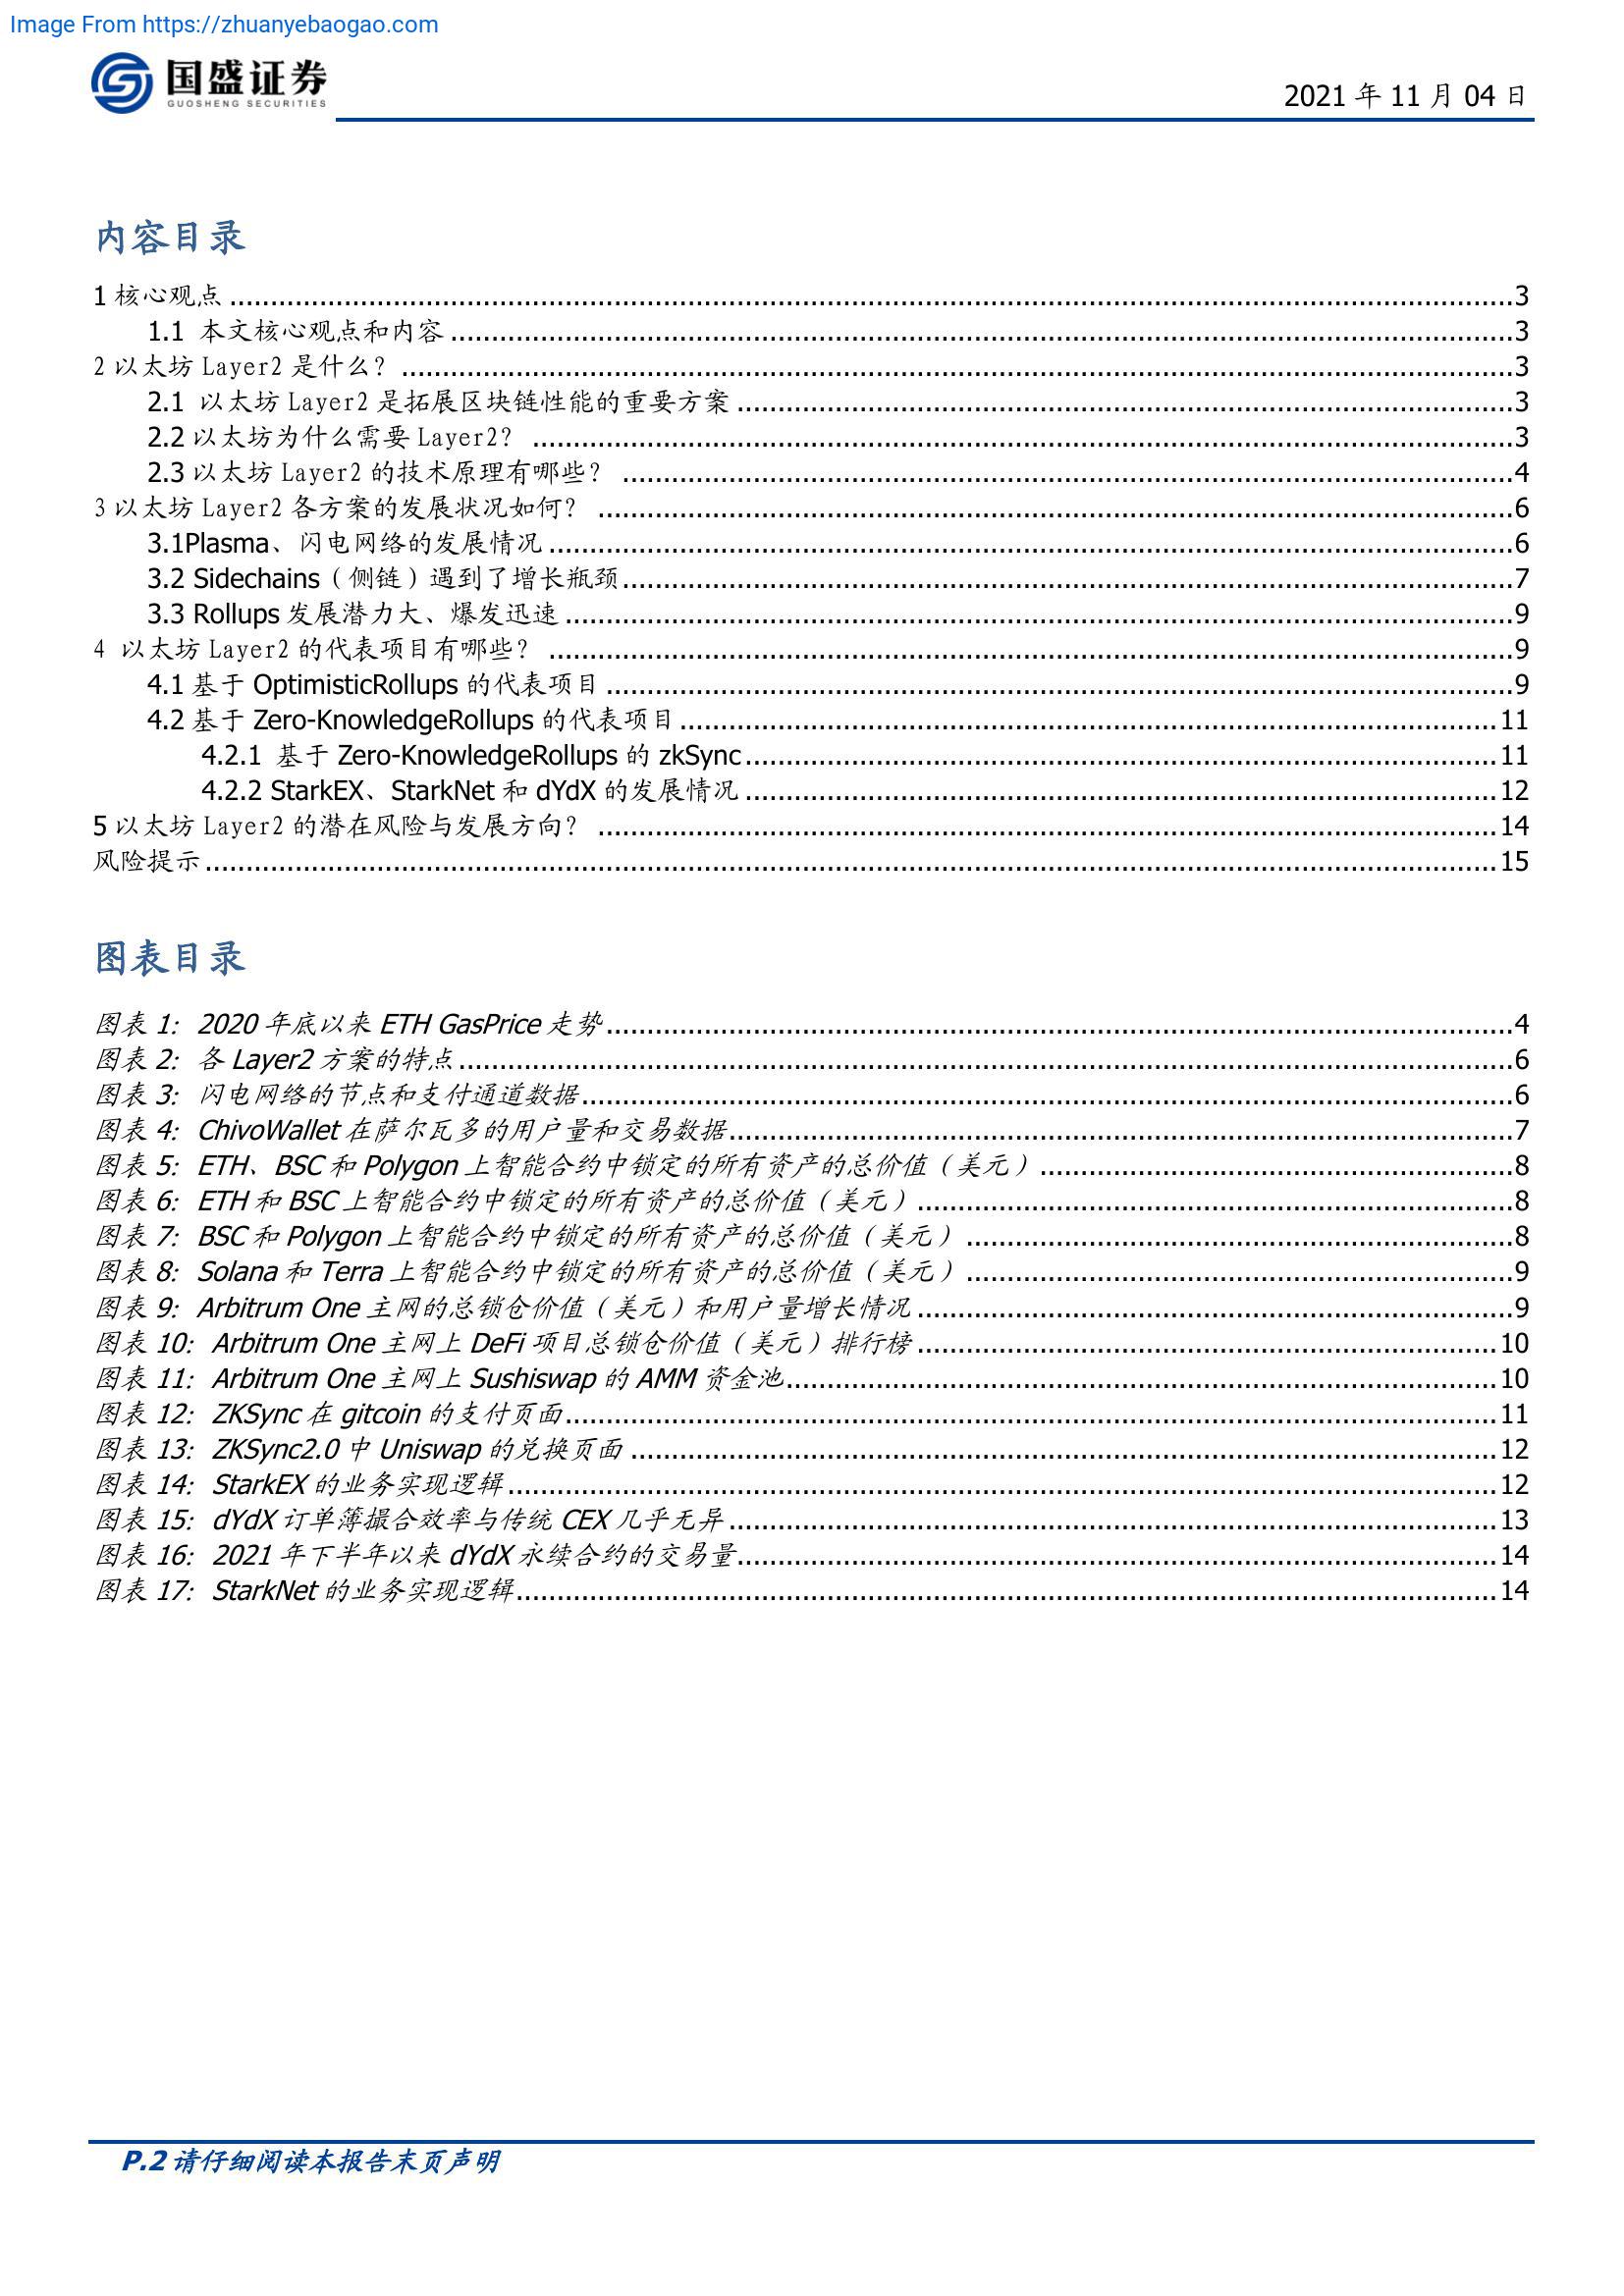 Image From https://zhuanyebaogao.com
国盛证券
GUOSHENG SECURITIES
2021 年 11 月 04 日
内容目录
1 核心观点 ........................................ 3
1.1 本文核心观点和内容 ........................................ 3
2 以太坊 Layer2 是什么？ ........................................ 3
2.1 以太坊 Layer2 是拓展区块链性能的重要方案 ........................................ 3
2.2 以太坊为什么需要 Layer2？ ........................................ 3
2.3 以太坊 Layer2 的技术原理有哪些？ ........................................ 4
3 以太坊 Layer2 各方案的发展状况如何？ ........................................ 6
3.1Plasma、闪电网络的发展情况 ........................................ 6
3.2 Sidechains（侧链）遇到了增长瓶颈 ........................................ 7
3.3 Rollups 发展潜力大、爆发迅速 ........................................ 9
4 以太坊 Layer2 的代表项目有哪些？ ........................................ 9
4.1 基于 OptimisticRollups 的代表项目 ........................................ 9
4.2 基于 Zero-KnowledgeRollups 的代表项目 ........................................ 11
4.2.1 基于 Zero-KnowledgeRollups 的 zkSync ........................................ 11
4.2.2 StarkEX、StarkNet 和 dYdX 的发展情况 ........................................ 12
5 以太坊 Layer2 的潜在风险与发展方向？ ........................................ 14
风险提示 ........................................ 15
图表目录
图表 1：2020 年底以来 ETH GasPrice 走势 ........................................ 4
图表 2：各 Layer2 方案的特点 ........................................ 6
图表 3：闪电网络的节点和支付通道数据 ........................................ 6
图表 4：ChivoWallet 在萨尔瓦多的用户量和交易数据 ........................................ 7
图表 5：ETH、BSC 和 Polygon 上智能合约中锁定的所有资产的总价值（美元） ........................................ 8
图表 6：ETH 和 BSC 上智能合约中锁定的所有资产的总价值（美元） ........................................ 8
图表 7：BSC 和 Polygon 上智能合约中锁定的所有资产的总价值（美元） ........................................ 8
图表 8：Solana 和 Terra 上智能合约中锁定的所有资产的总价值（美元） ........................................ 9
图表 9：Arbitrum One 主网的总锁仓价值（美元）和用户量增长情况 ........................................ 9
图表 10：Arbitrum One 主网上 DeFi 项目总锁仓价值（美元）排行榜 ........................................ 10
图表 11：Arbitrum One 主网上 Sushiswap 的 AMM 资金池 ........................................ 10
图表 12：ZKSync 在 gitcoin 的支付页面 ........................................ 11
图表 13：ZKSync2.0 中 Uniswap 的兑换页面 ........................................ 12
图表 14：StarkEX 的业务实现逻辑 ........................................ 12
图表 15：dYdX 订单簿撮合效率与传统 CEX 几乎无异 ........................................ 13
图表 16：2021 年下半年以来 dYdX 永续合约的交易量 ........................................ 14
图表 17：StarkNet 的业务实现逻辑 ........................................ 14
P.2 请仔细阅读本报告末页声明